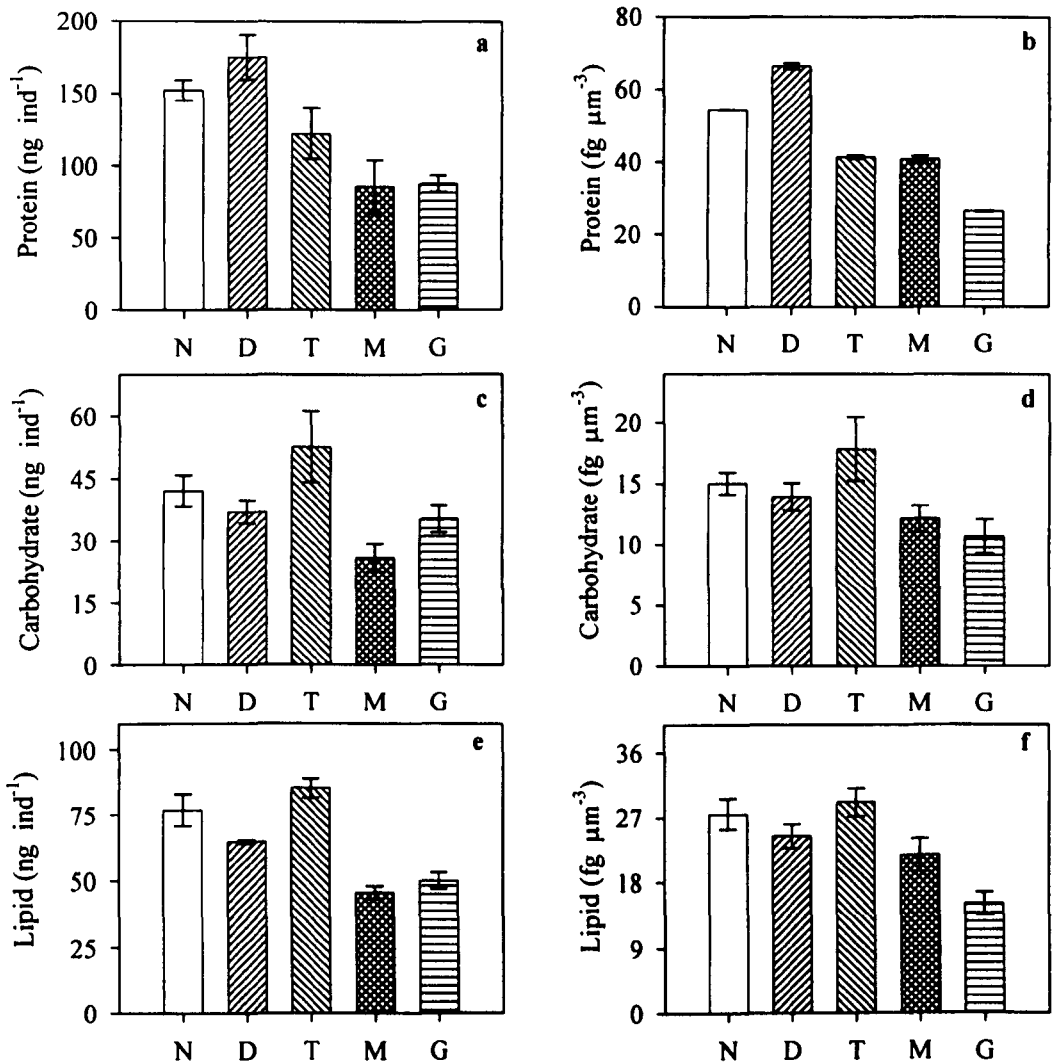 a
Protein (ng ind⁻¹)
200
150
100
50
0
N D T M G
b
Protein (fg μm⁻³)
80
60
40
20
0
N D T M G
c
Carbohydrate (ng ind⁻¹)
60
45
30
15
0
N D T M G
d
Carbohydrate (fg μm⁻³)
20
15
10
5
0
N D T M G
e
Lipid (ng ind⁻¹)
100
75
50
25
0
N D T M G
f
Lipid (fg μm⁻³)
36
27
18
9
0
N D T M G